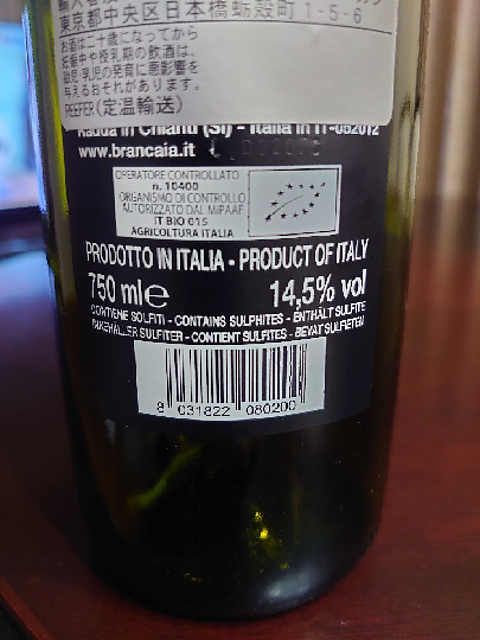 東京都中央区日本橋蛎殻町1-5-6
お酒は二十歳になってから
妊娠中や授乳期の飲酒は、
胎児・乳児の発育に悪影響を
与えるおそれがあります。
REEFER(定温輸送)
Radda in Chianti (SI) - Italia in IT-052012
www.brancaia.it
OPERATORE CONTROLLATO
n. 10400
ORGANISMO DI CONTROLLO
AUTORIZZATO DAL MIPAAF
IT BIO 015
AGRICOLTURA ITALIA
PRODOTTO IN ITALIA - PRODUCT OF ITALY
750 ml e 14,5% vol
CONTIENE SOLFITI - CONTAINS SULPHITES - ENTHÄLT SULFITE
INNEHÅLLER SULFITER - CONTIENT SULFITES - BEVAT SULFIETEN
8 031822 080200